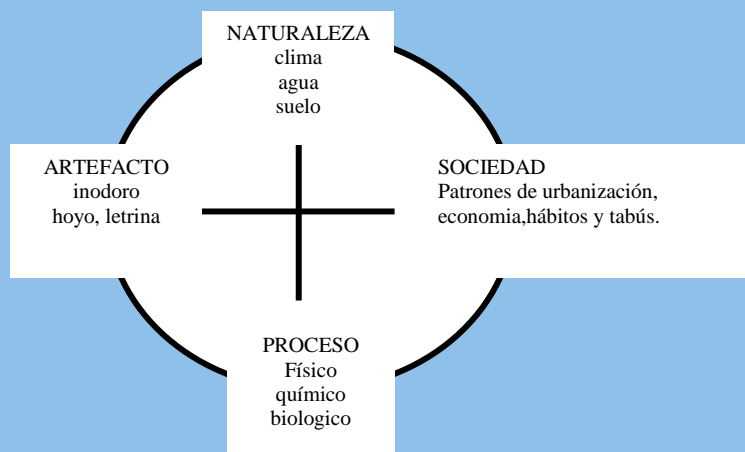 NATURALEZA
clima
agua
suelo
ARTEFACTO
inodoro
hoyo, letrina
SOCIEDAD
Patrones de urbanización,
economia,hábitos y tabús.
PROCESO
Físico
químico
biologico